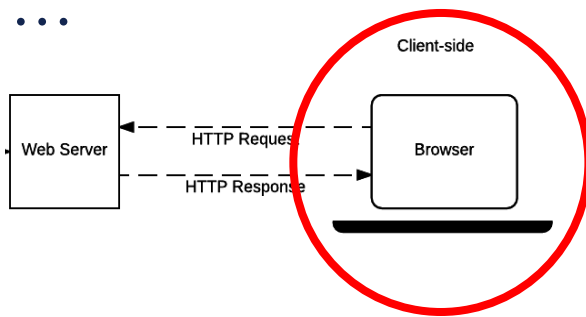 Client-side
HTTP Request
Web Server
Browser
HTTP Response